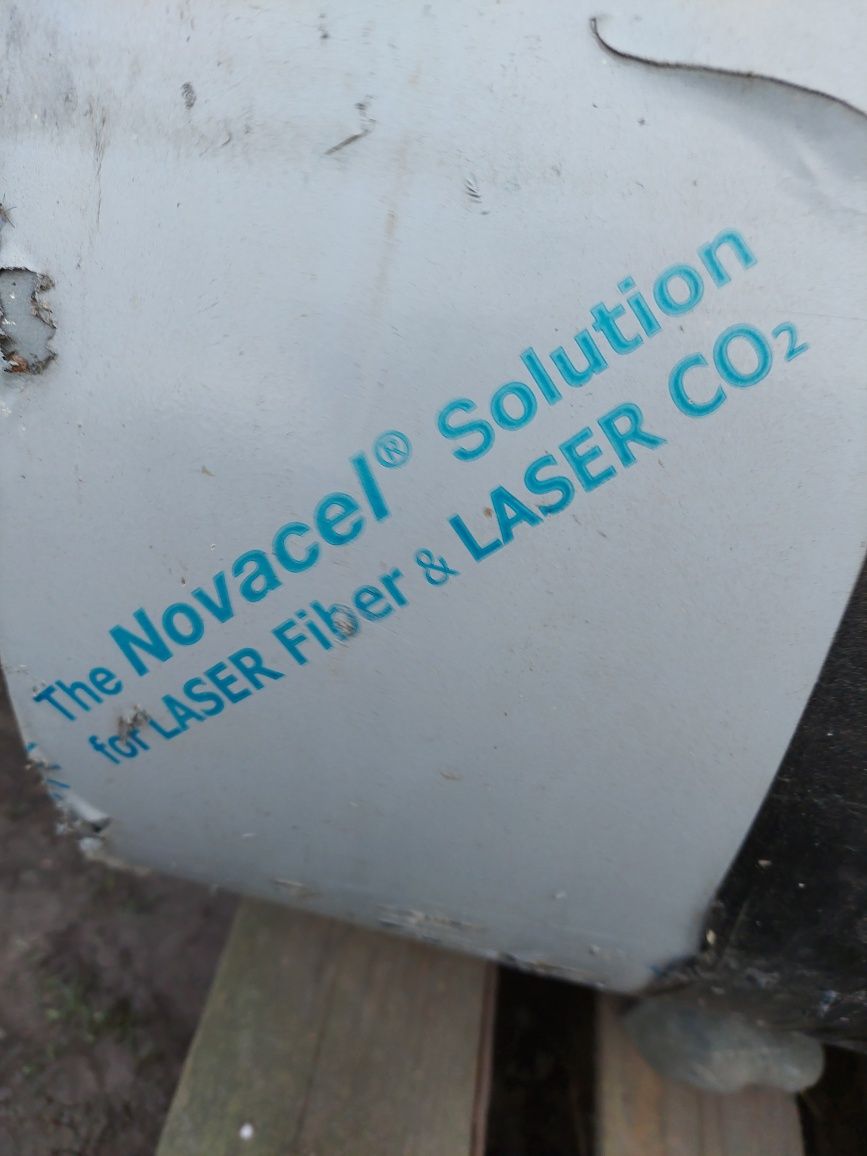 The Novacel® Solution
for LASER Fiber & LASER CO₂